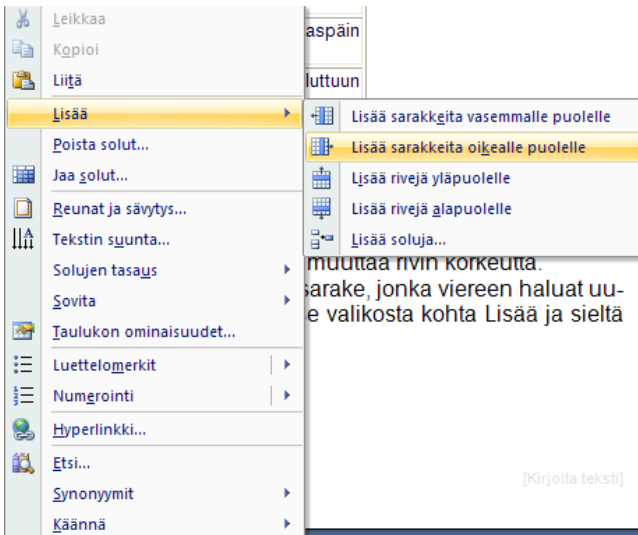 Leikkaa
Kopioi
Liitä
Lisää
Poista solut...
Jaa solut...
Reunat ja sävytys...
Tekstin suunta...
Solujen tasaus
Sovita
Taulukon ominaisuudet...
Luettelomerkit
Numerointi
Hyperlinkki...
Etsi...
Synonyymit
Käännä
aspäin
luttuun
Lisää sarakkeita vasemmalle puolelle
Lisää sarakkeita oikealle puolelle
Lisää rivejä yläpuolelle
Lisää rivejä alapuolelle
Lisää soluja...
muuttaa rivin korkeutta.
sarake, jonka viereen haluat uu-
e valikosta kohta Lisää ja sieltä
[Kirjoita teksti]